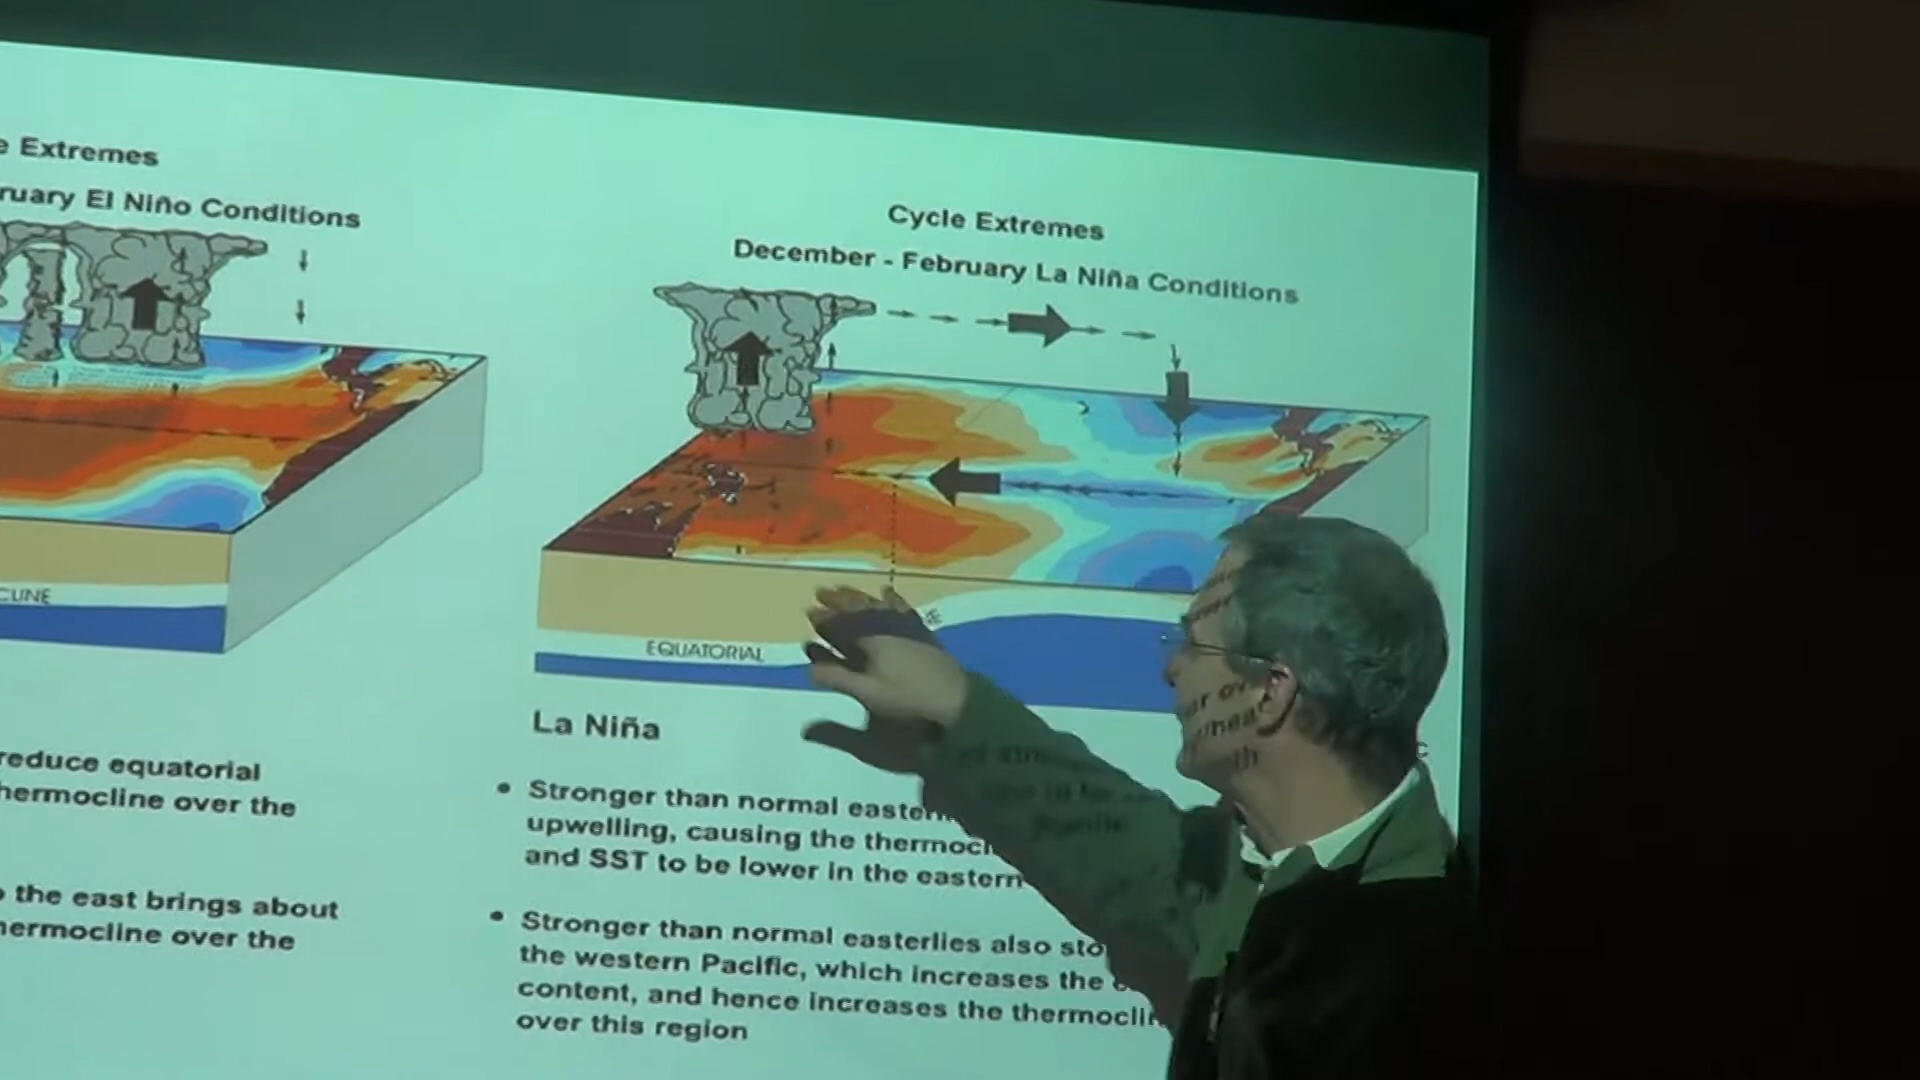 Extremes
ruary El Niño Conditions
CLINE
reduce equatorial
hermocline over the
the east brings about
hermocline over the
Cycle Extremes
December - February La Niña Conditions
EQUATORIAL
La Niña
• Stronger than normal eastern
upwelling, causing the thermocl
and SST to be lower in the eastern
• Stronger than normal easterlies also sto
the western Pacific, which increases the
content, and hence increases the thermoclin
over this region